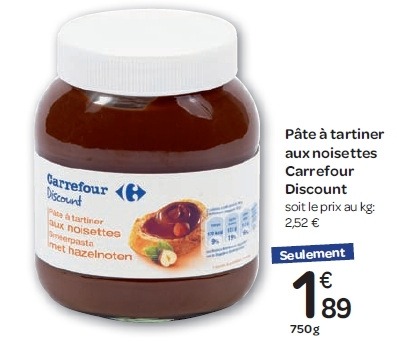 Pâte à tartiner
aux noisettes
Carrefour
Discount
soit le prix au kg:
2,52 €
Seulement
1€89
750g
Carrefour
Discount
Pâte à tartiner
aux noisettes
Smeerpasta
met hazelnoten